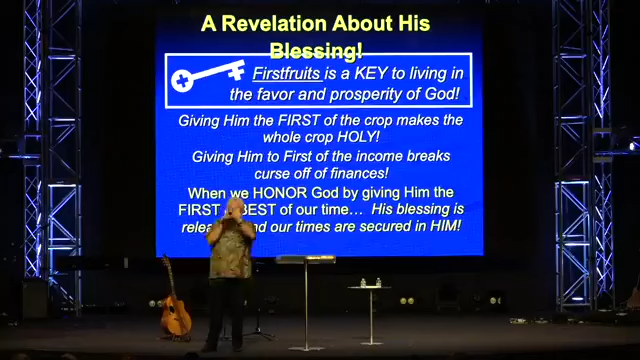 A Revelation About His
Blessing!
Firstfruits is a KEY to living in
the favor and prosperity of God!
Giving Him the FIRST of the crop makes the
whole crop HOLY!
Giving Him to First of the income breaks
curse off of finances!
When we HONOR God by giving Him the
FIRST BEST of our time… His blessing is
our times are secured in HIM!